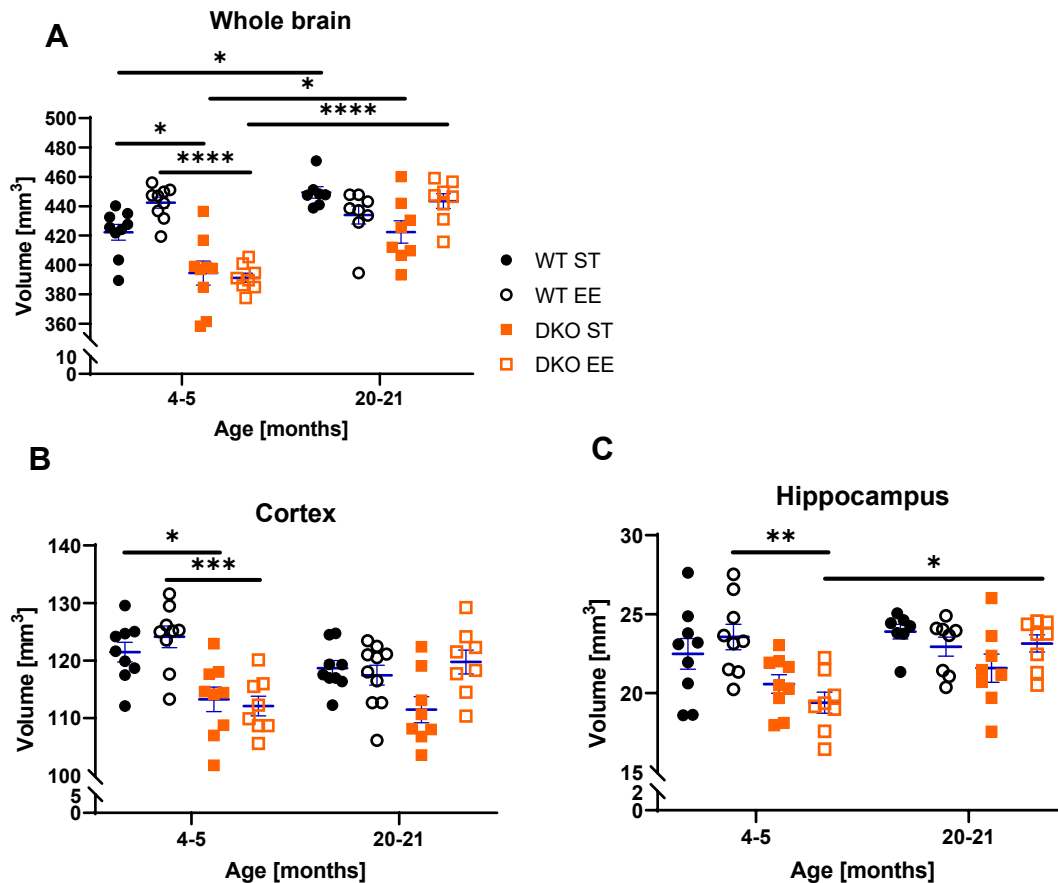 A
Whole brain
*
*
****
*
****
Volume [mm³]
500
480
460
440
420
400
380
360
10
0
4-5
20-21
Age [months]
WT ST
WT EE
DKO ST
DKO EE
B
Cortex
*
***
Volume [mm³]
140
130
120
110
100
5
0
4-5
20-21
Age [months]
C
Hippocampus
**
*
Volume [mm³]
30
25
20
15
2
0
4-5
20-21
Age [months]